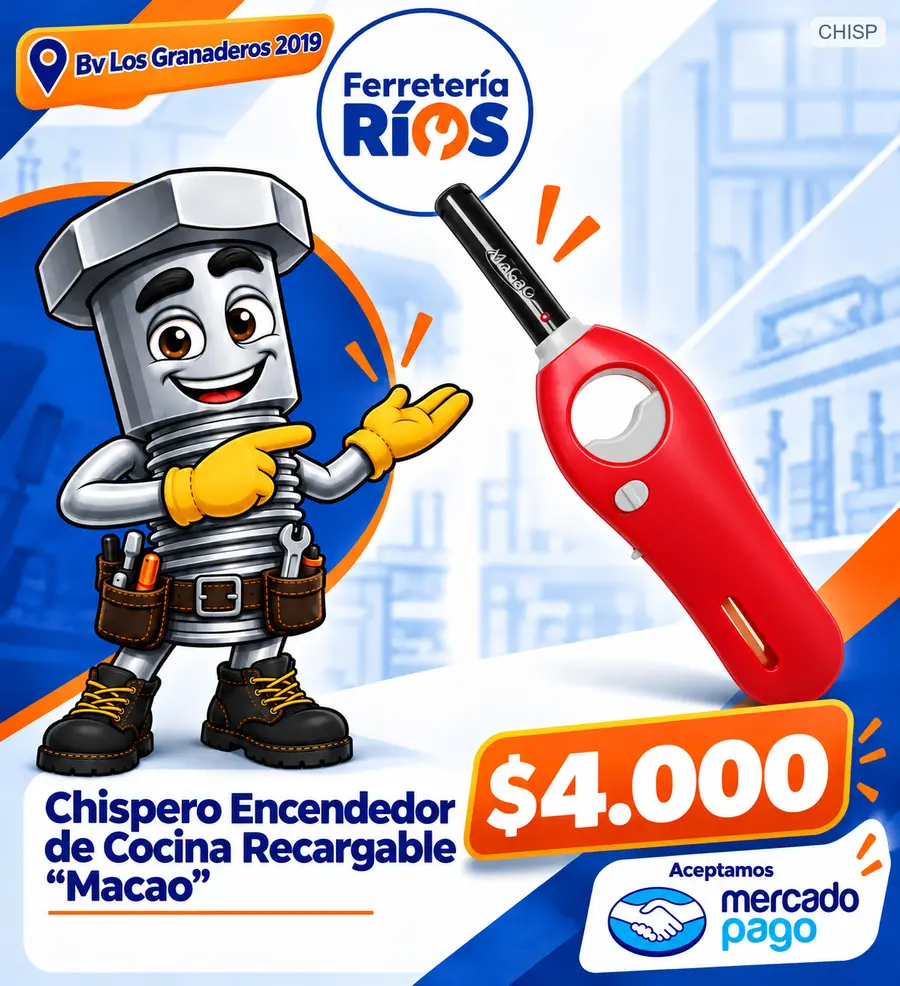 Bv Los Granaderos 2019
Ferretería
RÍOS
CHISP
Macao
Chispero Encendedor
de Cocina Recargable
“Macao”
$4.000
Aceptamos
mercado
pago